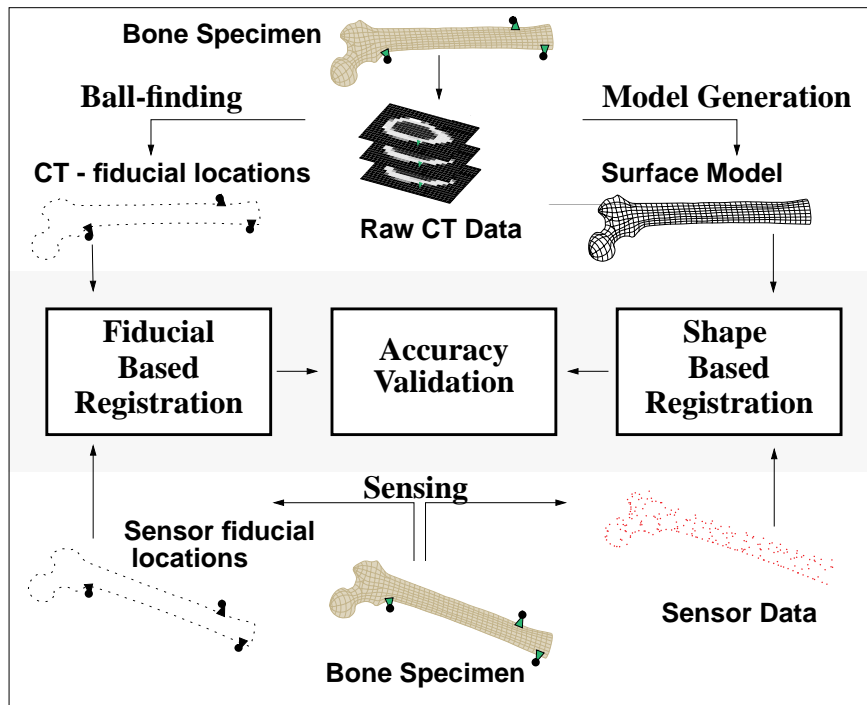 Bone Specimen
Ball-finding
Model Generation
CT - fiducial locations
Surface Model
Raw CT Data
Fiducial
Based
Registration
Accuracy
Validation
Shape
Based
Registration
Sensing
Sensor fiducial
locations
Sensor Data
Bone Specimen